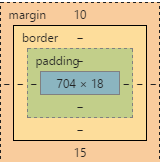 margin 10
border –
padding–
– – – 704 × 18 – – –
–
–
15